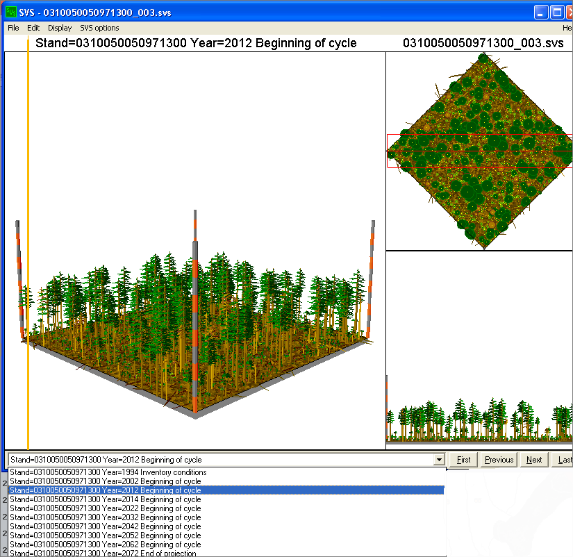 SVS - 0310050050971300_003.svs
File Edit Display SVS options
Stand=0310050050971300 Year=2012 Beginning of cycle
0310050050971300_003.svs
Stand=0310050050971300 Year=2012 Beginning of cycle
First Previous Next Last
Stand=0310050050971300 Year=1994 Inventory conditions
Stand=0310050050971300 Year=2002 Beginning of cycle
Stand=0310050050971300 Year=2012 Beginning of cycle
Stand=0310050050971300 Year=2014 Beginning of cycle
Stand=0310050050971300 Year=2022 Beginning of cycle
Stand=0310050050971300 Year=2032 Beginning of cycle
Stand=0310050050971300 Year=2042 Beginning of cycle
Stand=0310050050971300 Year=2052 Beginning of cycle
Stand=0310050050971300 Year=2062 Beginning of cycle
Stand=0310050050971300 Year=2072 End of projection